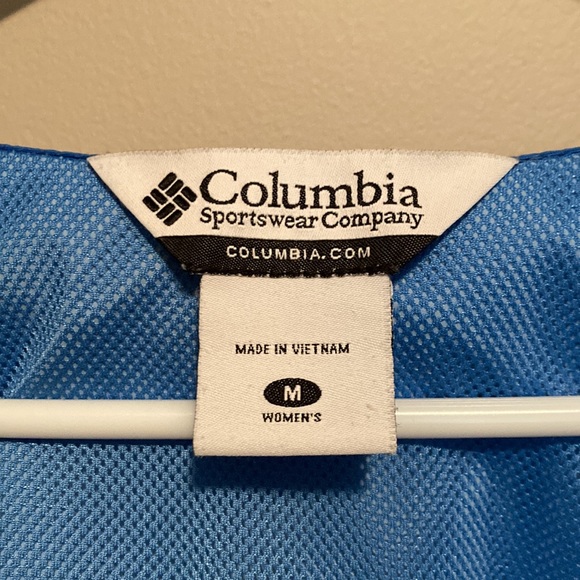 Columbia
Sportswear Company
COLUMBIA.COM
MADE IN VIETNAM
M
WOMEN'S